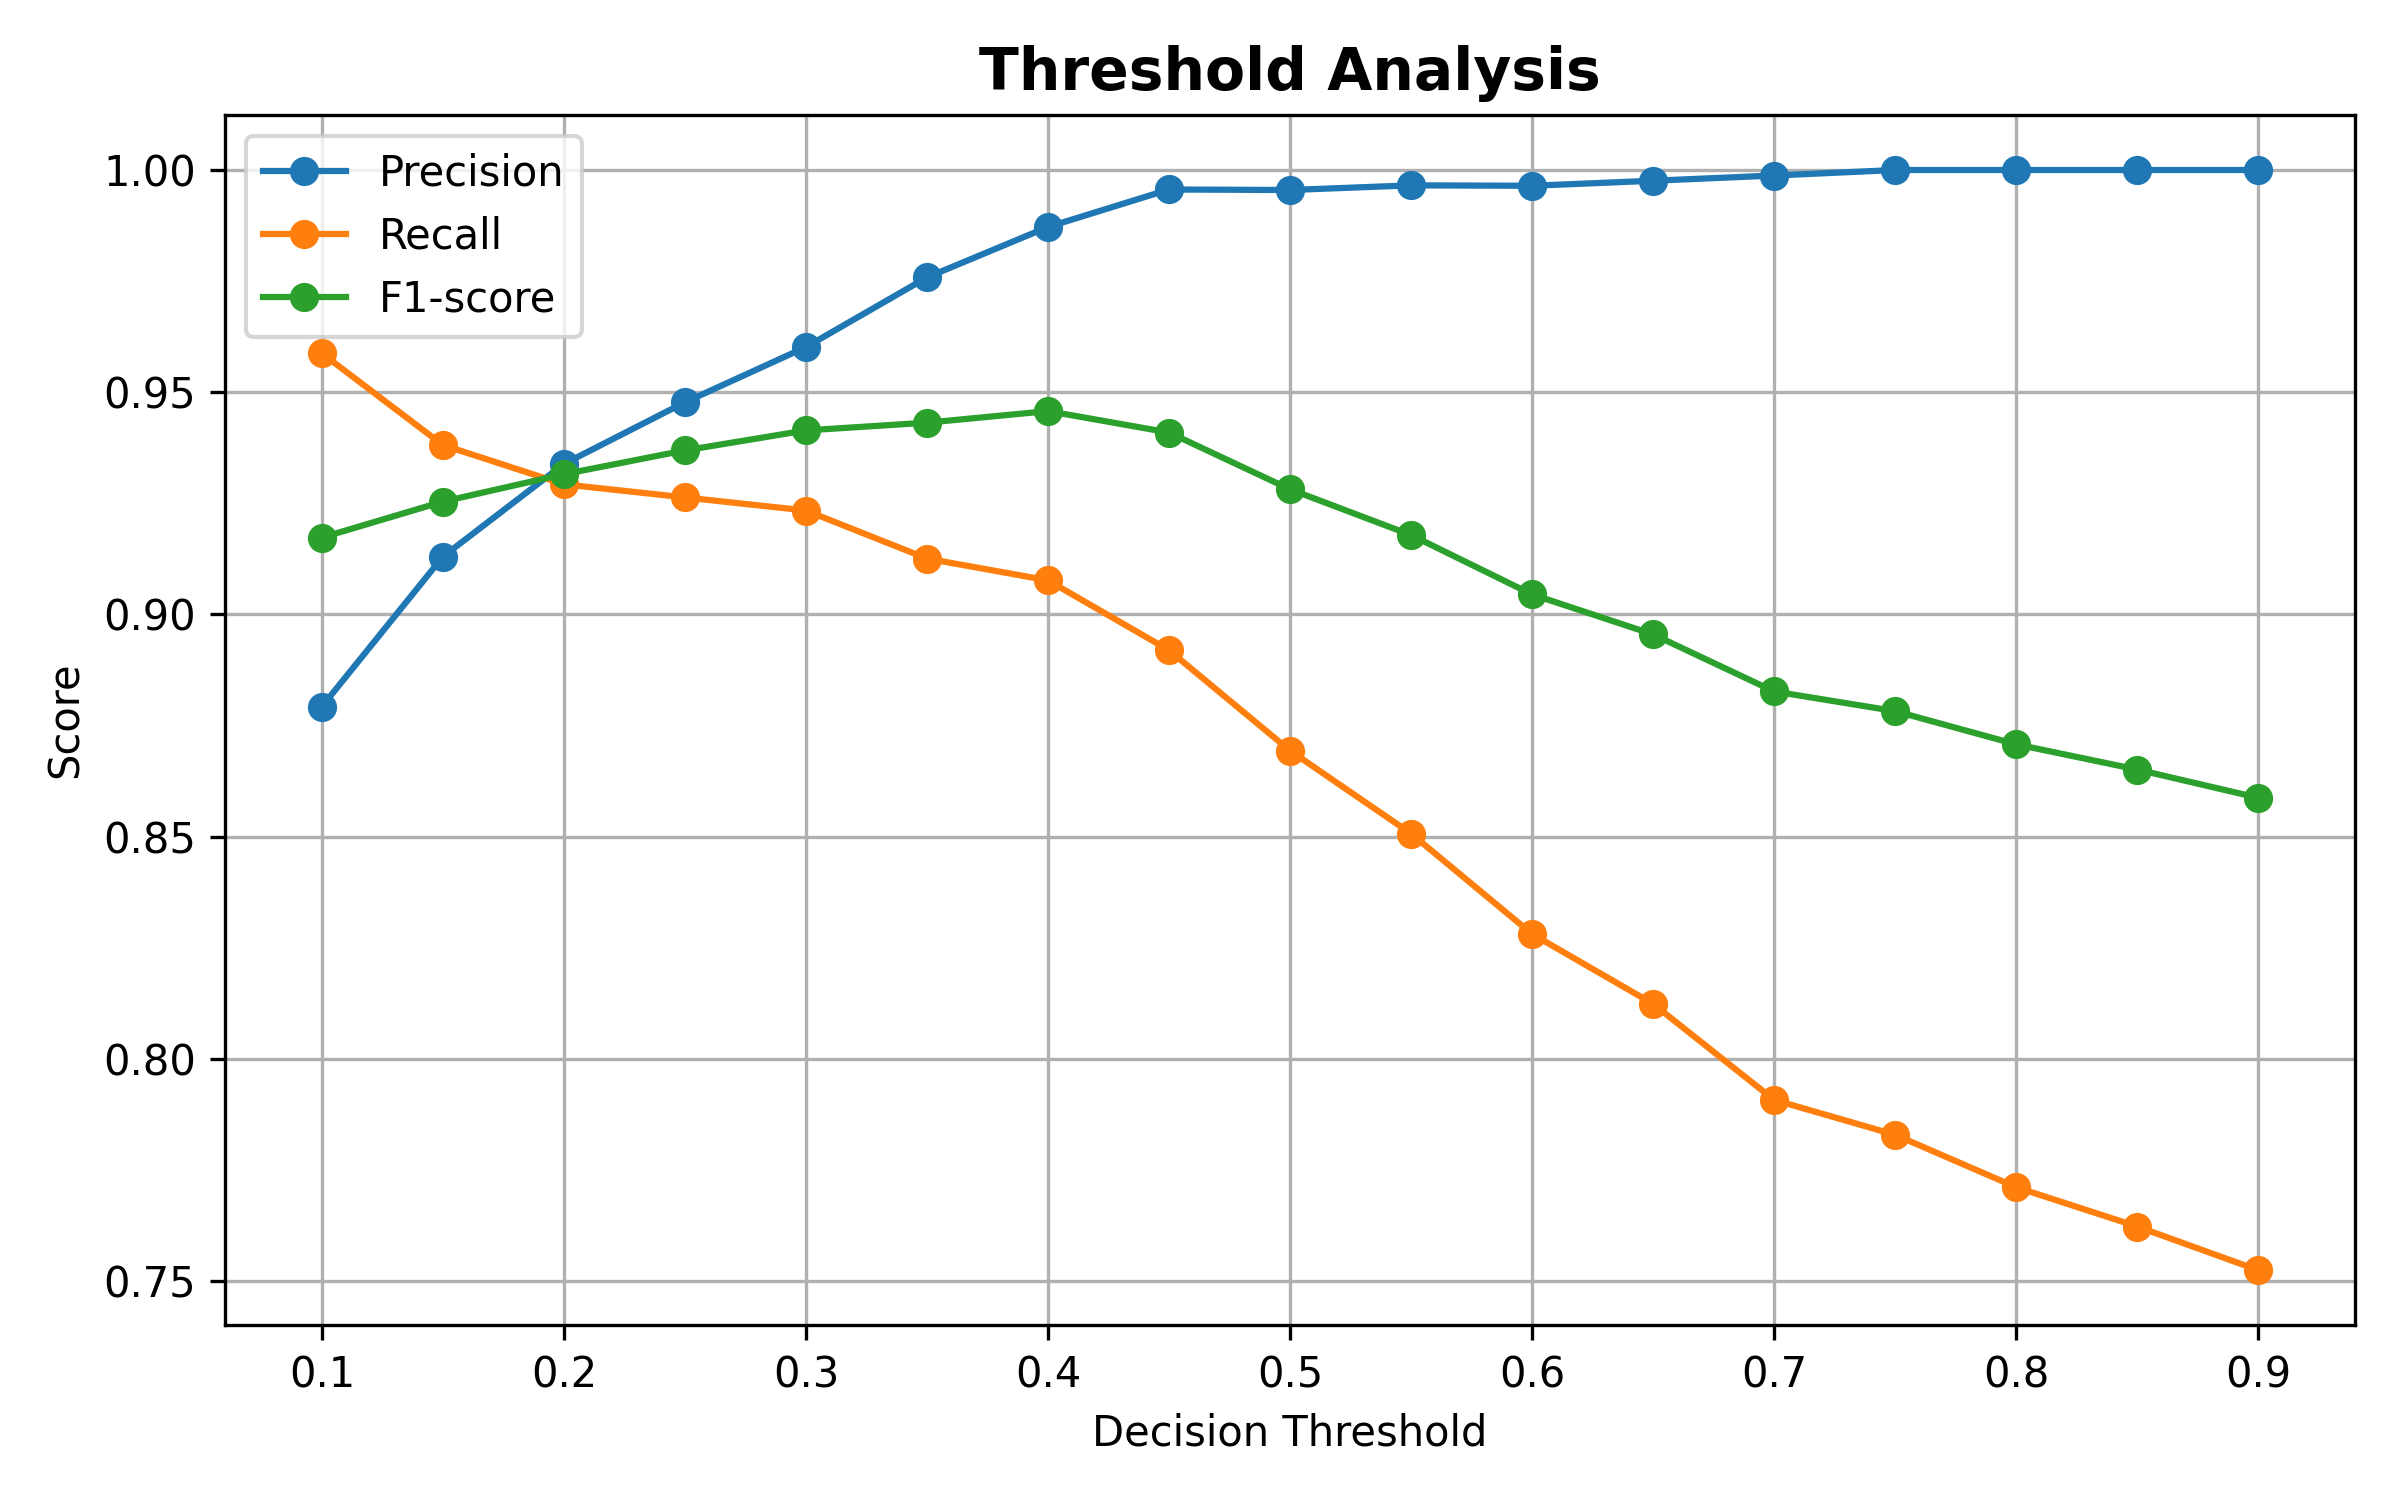 Threshold Analysis
Precision
Recall
F1-score
1.00
0.95
0.90
0.85
0.80
0.75
Score
0.1 0.2 0.3 0.4 0.5 0.6 0.7 0.8 0.9
Decision Threshold